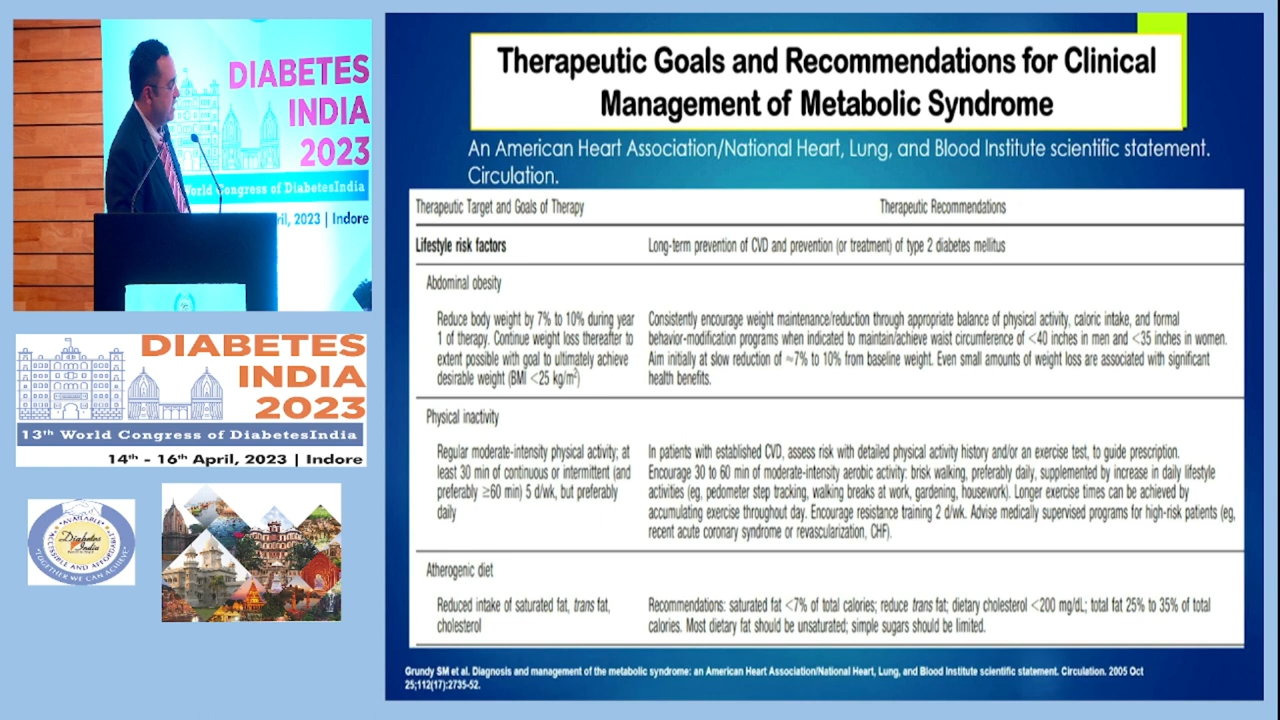 DIABETES
INDIA
2023
World Congress of DiabetesIndia
ril, 2023 | Indore
DIABETES
INDIA
2023
13th World Congress of DiabetesIndia
14th - 16th April, 2023 | Indore
"AVAILABLE
ACCESSIBLE AND AFFORDABLE"
Diabetes
India
"TOGETHER WE CAN ACHIEVE"
Therapeutic Goals and Recommendations for Clinical
Management of Metabolic Syndrome
An American Heart Association/National Heart, Lung, and Blood Institute scientific statement.
Circulation.
Therapeutic Target and Goals of Therapy Therapeutic Recommendations
Lifestyle risk factors Long-term prevention of CVD and prevention (or treatment) of type 2 diabetes mellitus
Abdominal obesity
Reduce body weight by 7% to 10% during year
1 of therapy. Continue weight loss thereafter to
extent possible with goal to ultimately achieve
desirable weight (BMI <25 kg/m²)
Consistently encourage weight maintenance/reduction through appropriate balance of physical activity, caloric intake, and formal
behavior-modification programs when indicated to maintain/achieve waist circumference of <40 inches in men and <35 inches in women.
Aim initially at slow reduction of ≈7% to 10% from baseline weight. Even small amounts of weight loss are associated with significant
health benefits.
Physical inactivity
Regular moderate-intensity physical activity; at
least 30 min of continuous or intermittent (and
preferably ≥60 min) 5 d/wk, but preferably
daily
In patients with established CVD, assess risk with detailed physical activity history and/or an exercise test, to guide prescription.
Encourage 30 to 60 min of moderate-intensity aerobic activity: brisk walking, preferably daily, supplemented by increase in daily lifestyle
activities (eg, pedometer step tracking, walking breaks at work, gardening, housework). Longer exercise times can be achieved by
accumulating exercise throughout day. Encourage resistance training 2 d/wk. Advise medically supervised programs for high-risk patients (eg,
recent acute coronary syndrome or revascularization, CHF).
Atherogenic diet
Reduced intake of saturated fat, trans fat,
cholesterol
Recommendations: saturated fat <7% of total calories; reduce trans fat; dietary cholesterol <200 mg/dL; total fat 25% to 35% of total
calories. Most dietary fat should be unsaturated; simple sugars should be limited.
Grundy SM et al. Diagnosis and management of the metabolic syndrome: an American Heart Association/National Heart, Lung, and Blood Institute scientific statement. Circulation. 2005 Oct
25;112(17):2735-52.